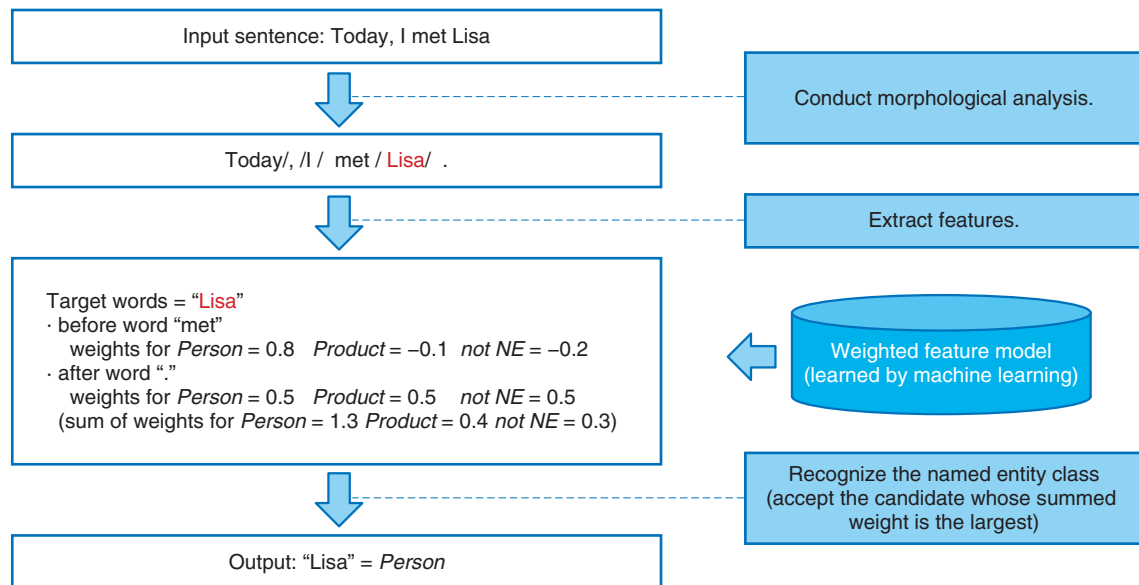 Input sentence: Today, I met Lisa
Conduct morphological analysis.
Today/, /I / met / Lisa/ .
Extract features.
Target words = “Lisa”
· before word “met”
weights for Person = 0.8 Product = −0.1 not NE = −0.2
· after word “.”
weights for Person = 0.5 Product = 0.5 not NE = 0.5
(sum of weights for Person = 1.3 Product = 0.4 not NE = 0.3)
Weighted feature model
(learned by machine learning)
Recognize the named entity class
(accept the candidate whose summed
weight is the largest)
Output: “Lisa” = Person